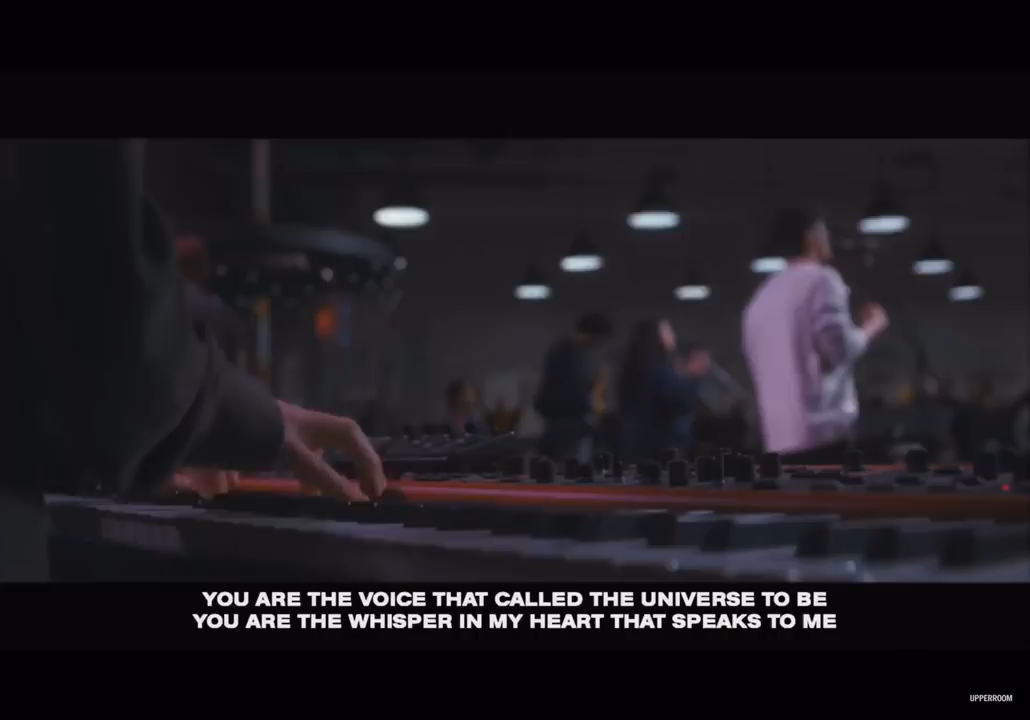 YOU ARE THE VOICE THAT CALLED THE UNIVERSE TO BE
YOU ARE THE WHISPER IN MY HEART THAT SPEAKS TO ME
UPPERROOM